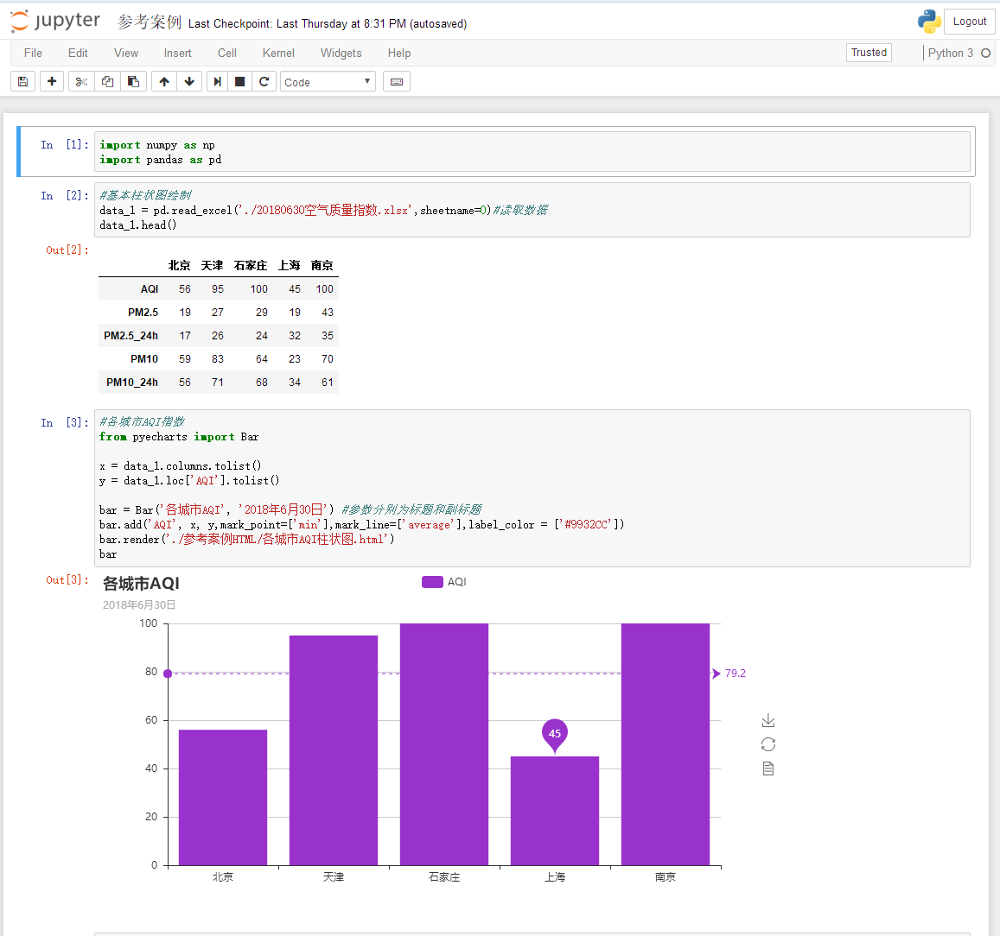 jupyter 参考案例 Last Checkpoint: Last Thursday at 8:31 PM (autosaved) Logout
File Edit View Insert Cell Kernel Widgets Help Trusted Python 3
Code
In [1]: import numpy as np
import pandas as pd
In [2]: #基本柱状图绘制
data_1 = pd.read_excel('./20180630空气质量指数.xlsx',sheetname=0)#读取数据
data_1.head()
Out[2]:
北京 天津 石家庄 上海 南京
AQI 56 95 100 45 100
PM2.5 19 27 29 19 43
PM2.5_24h 17 26 24 32 35
PM10 59 83 64 23 70
PM10_24h 56 71 68 34 61
In [3]: #各城市AQI指数
from pyecharts import Bar
x = data_1.columns.tolist()
y = data_1.loc['AQI'].tolist()
bar = Bar('各城市AQI', '2018年6月30日') #参数分别为标题和副标题
bar.add('AQI', x, y,mark_point=['min'],mark_line=['average'],label_color = ['#9932CC'])
bar.render('./参考案例HTML/各城市AQI柱状图.html')
bar
Out[3]: 各城市AQI AQI
2018年6月30日
100
80 79.2
60
45
40
20
0
北京 天津 石家庄 上海 南京